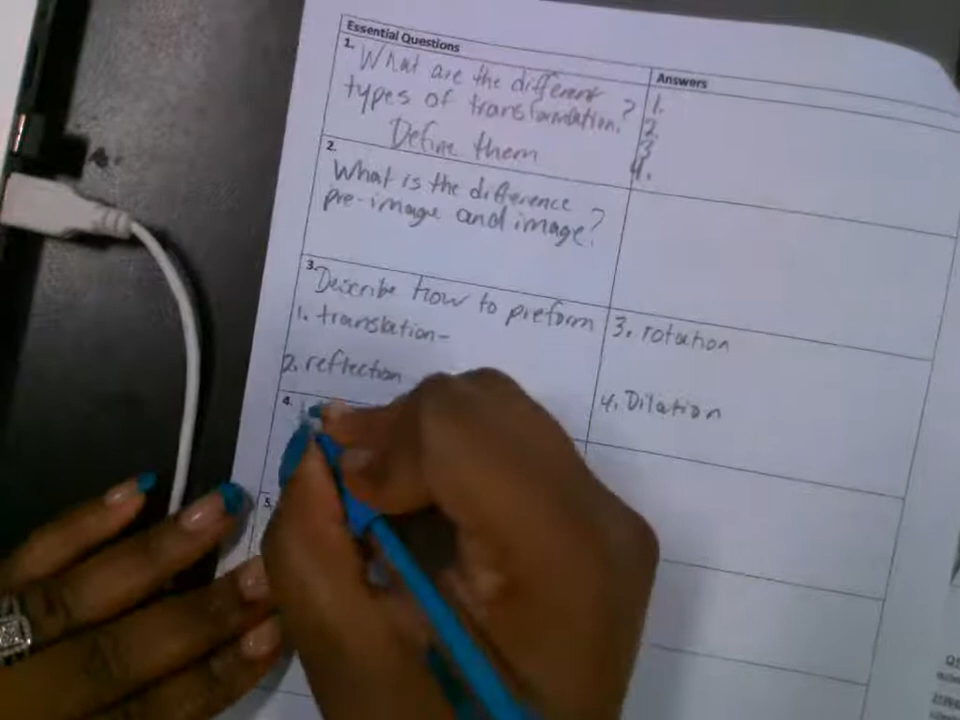 Essential Questions
Answers
1. What are the different
types of transformation.?
Define them
1.
2.
3
4.
2.
What is the difference
pre-image and image?
3. Describe how to preform
1. translation-
2. reflection
3. rotation
4. Dilation
4.
5.